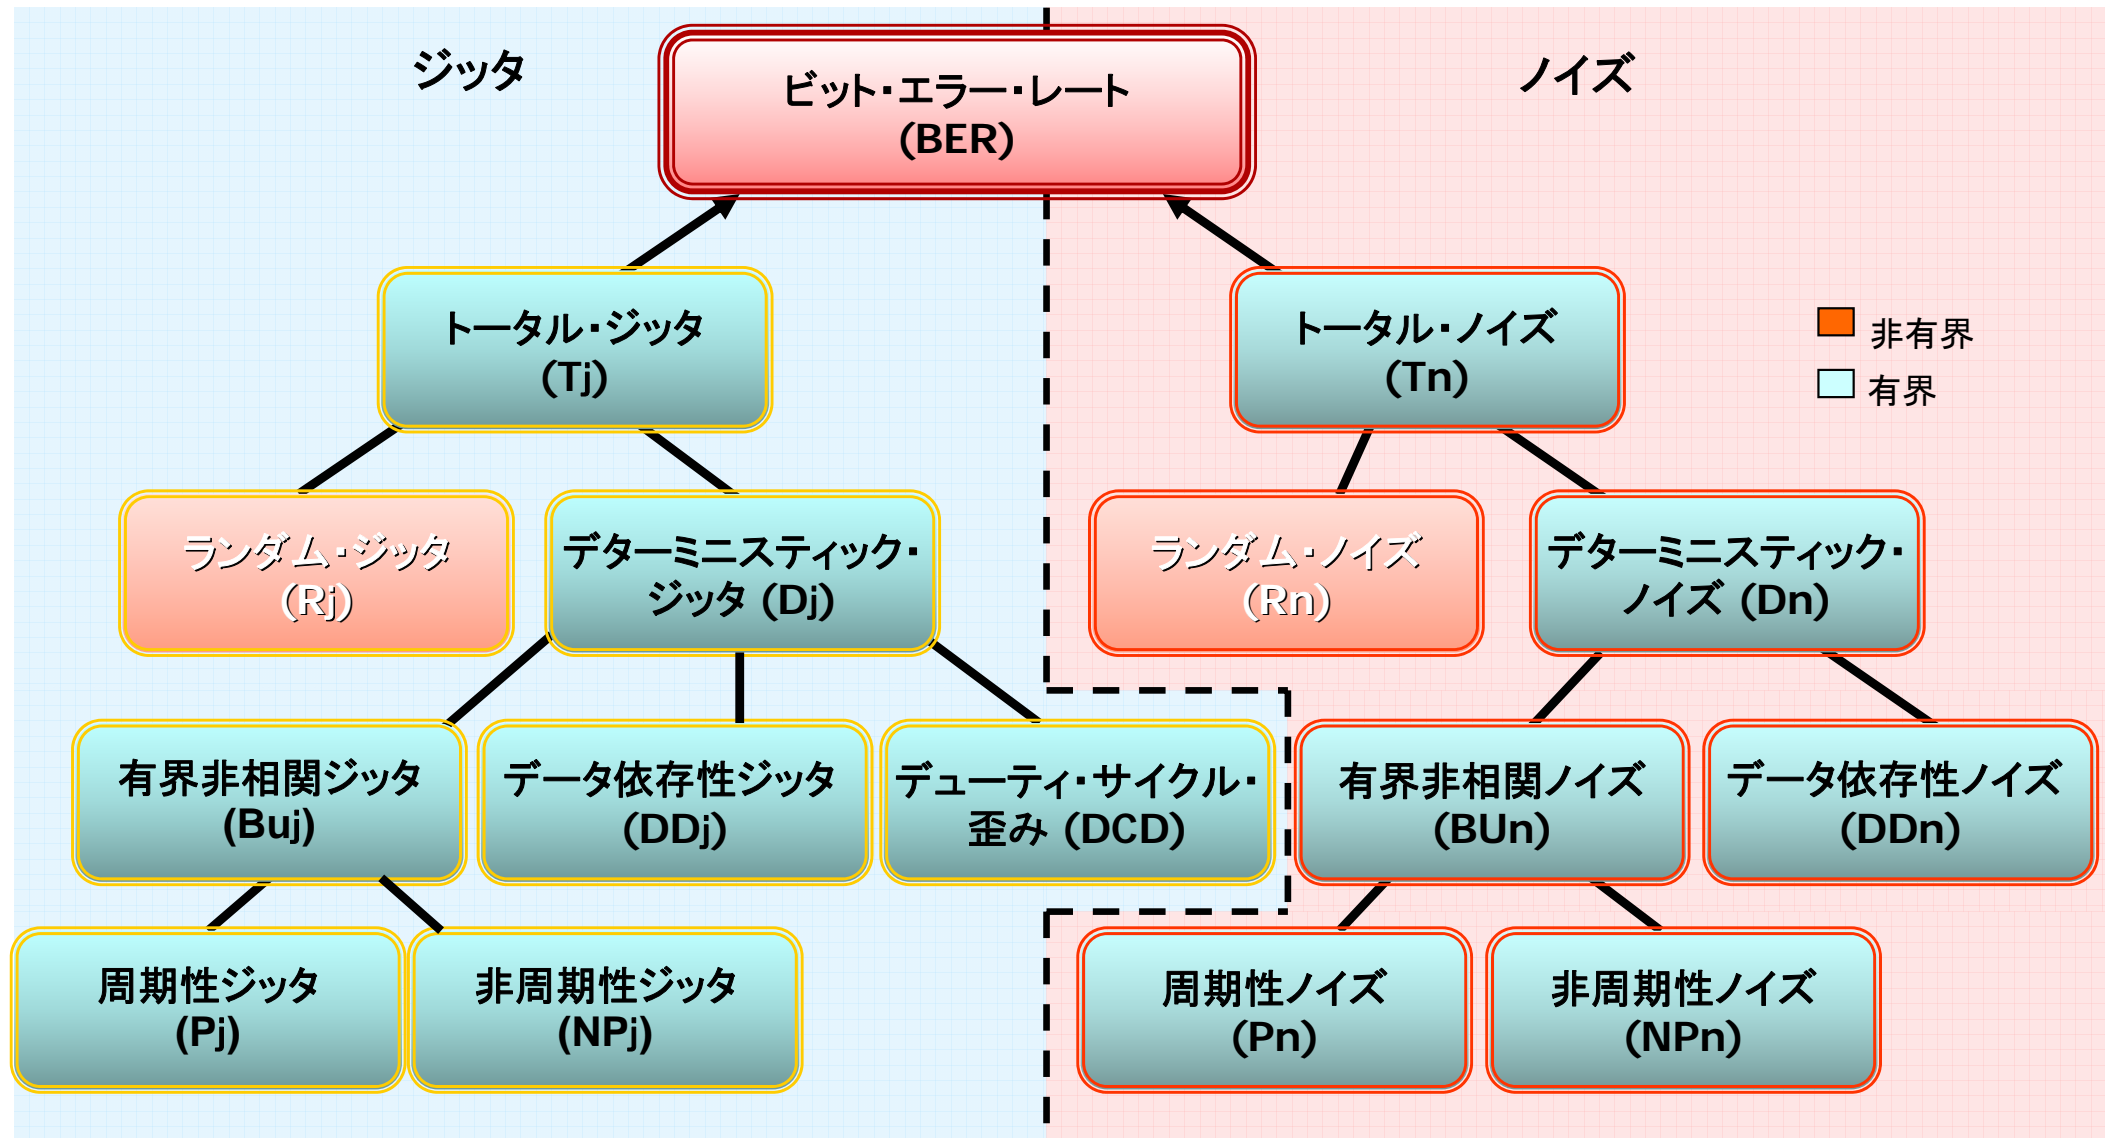 ジッタ
ビット・エラー・レート
(BER)
ノイズ
トータル・ジッタ
(Tj)
トータル・ノイズ
(Tn)
非有界
有界
ランダム・ジッタ
(Rj)
デターミニスティック・
ジッタ (Dj)
ランダム・ノイズ
(Rn)
デターミニスティック・
ノイズ (Dn)
有界非相関ジッタ
(Buj)
データ依存性ジッタ
(DDj)
デューティ・サイクル・
歪み (DCD)
有界非相関ノイズ
(BUn)
データ依存性ノイズ
(DDn)
周期性ジッタ
(Pj)
非周期性ジッタ
(NPj)
周期性ノイズ
(Pn)
非周期性ノイズ
(NPn)